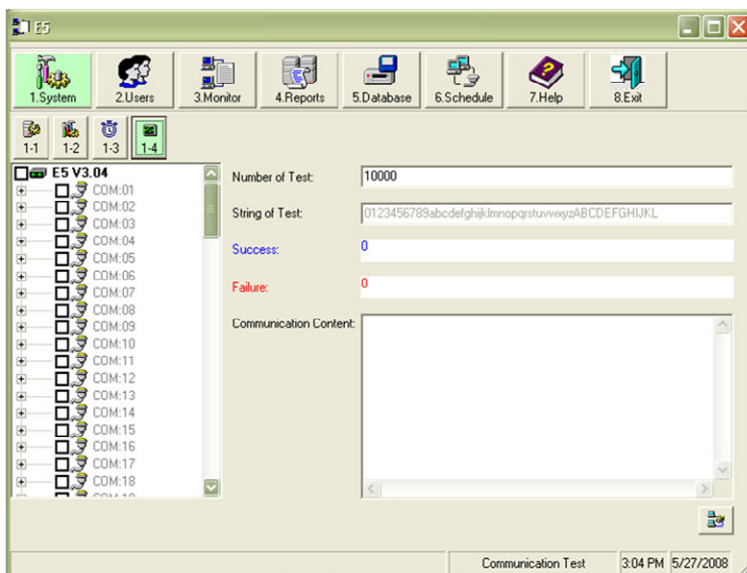 E5
1.System 2.Users 3.Monitor 4.Reports 5.Database 6.Schedule 7.Help 8.Exit
1-1 1-2 1-3 1-4
E5 V3.04
COM:01
COM:02
COM:03
COM:04
COM:05
COM:06
COM:07
COM:08
COM:09
COM:10
COM:11
COM:12
COM:13
COM:14
COM:15
COM:16
COM:17
COM:18
Number of Test: 10000
String of Test: 0123456789abcdefghijklmnopqrstuvwxyzABCDEFGHIJKL
Success: 0
Failure: 0
Communication Content:
Communication Test 3:04 PM 5/27/2008